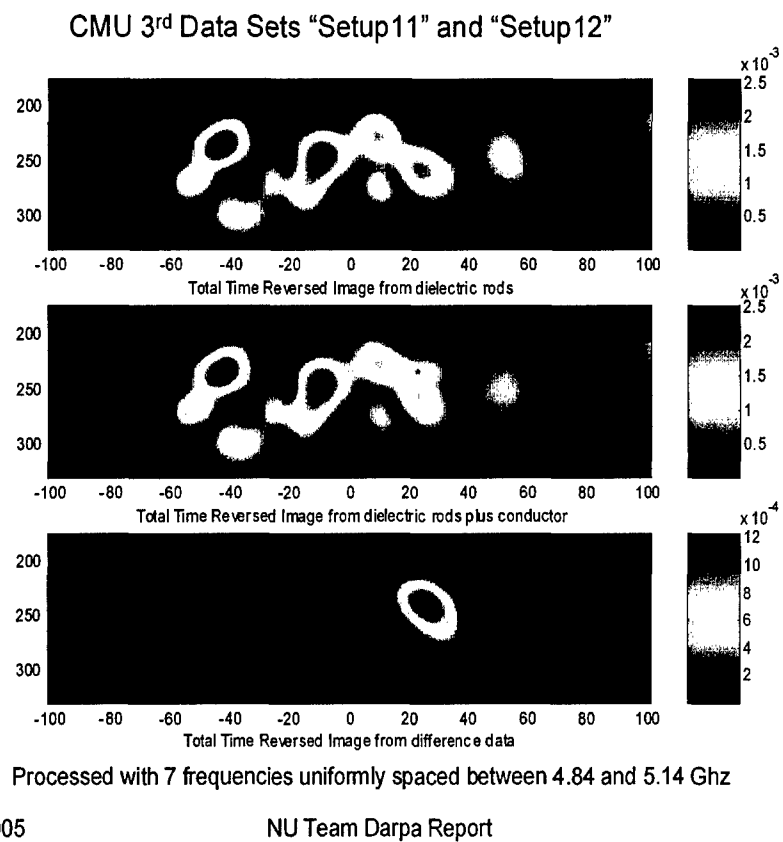 CMU 3rd Data Sets “Setup11” and “Setup12”
x 10-3
2.5
2
1.5
1
0.5
200
250
300
-100 -80 -60 -40 -20 0 20 40 60 80 100
Total Time Reversed Image from dielectric rods
x 10-3
2.5
2
1.5
1
0.5
200
250
300
-100 -80 -60 -40 -20 0 20 40 60 80 100
Total Time Reversed Image from dielectric rods plus conductor
x 10-4
12
10
8
6
4
2
200
250
300
-100 -80 -60 -40 -20 0 20 40 60 80 100
Total Time Reversed Image from difference data
Processed with 7 frequencies uniformly spaced between 4.84 and 5.14 Ghz
05 NU Team Darpa Report